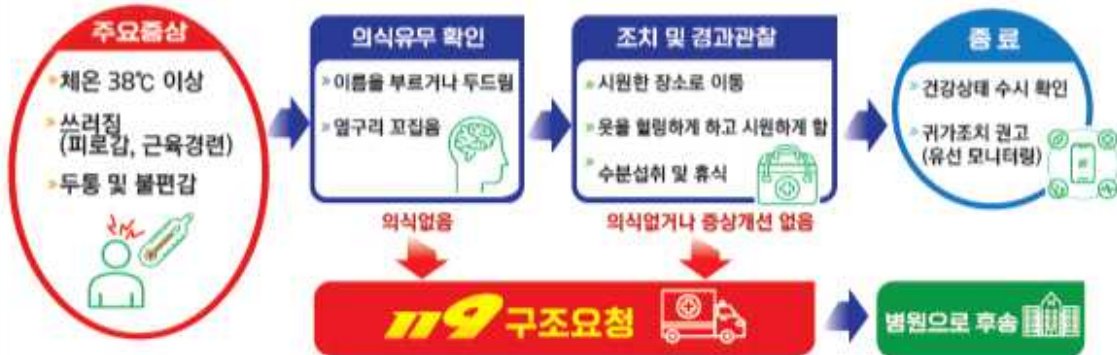 주요증상
체온 38℃ 이상
쓰러짐
(피로감, 근육경련)
두통 및 불편감
의식유무 확인
이름을 부르거나 두드림
옆구리 꼬집음
의식없음
조치 및 경과관찰
시원한 장소로 이동
옷을 헐렁하게 하고 시원하게 함
수분섭취 및 휴식
의식없거나 증상개선 없음
종료
건강상태 수시 확인
귀가조치 권고
(유선 모니터링)
119 구조요청
병원으로 후송